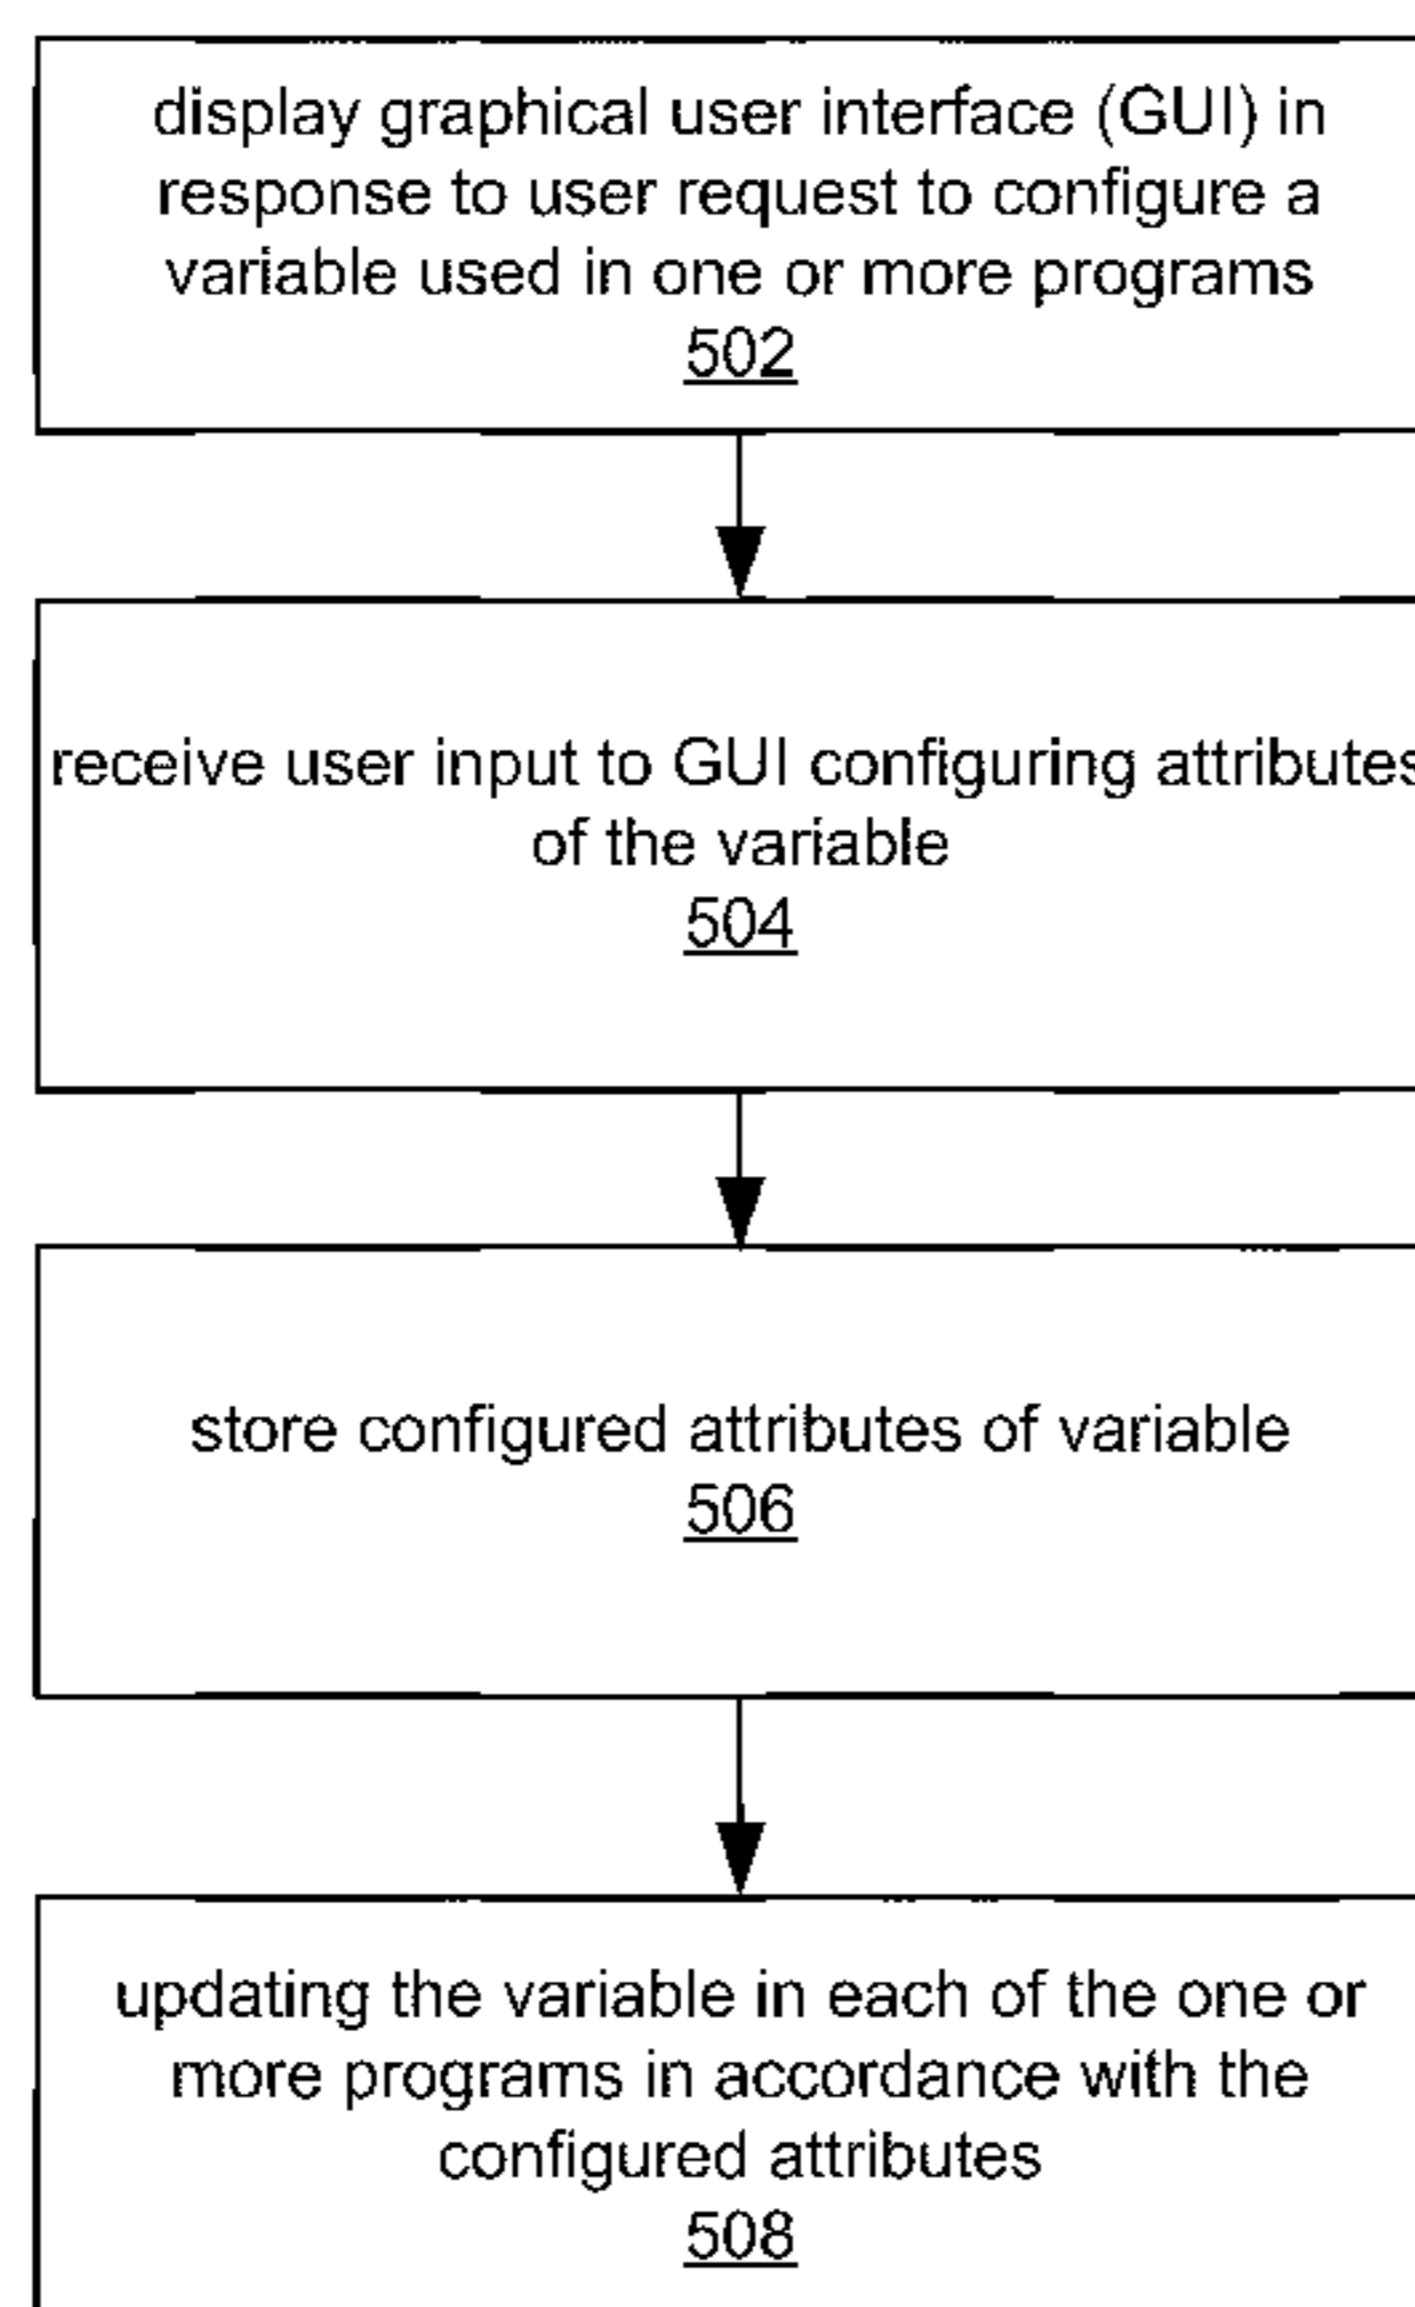 display graphical user interface (GUI) in
response to user request to configure a
variable used in one or more programs
502
receive user input to GUI configuring attributes
of the variable
504
store configured attributes of variable
506
updating the variable in each of the one or
more programs in accordance with the
configured attributes
508